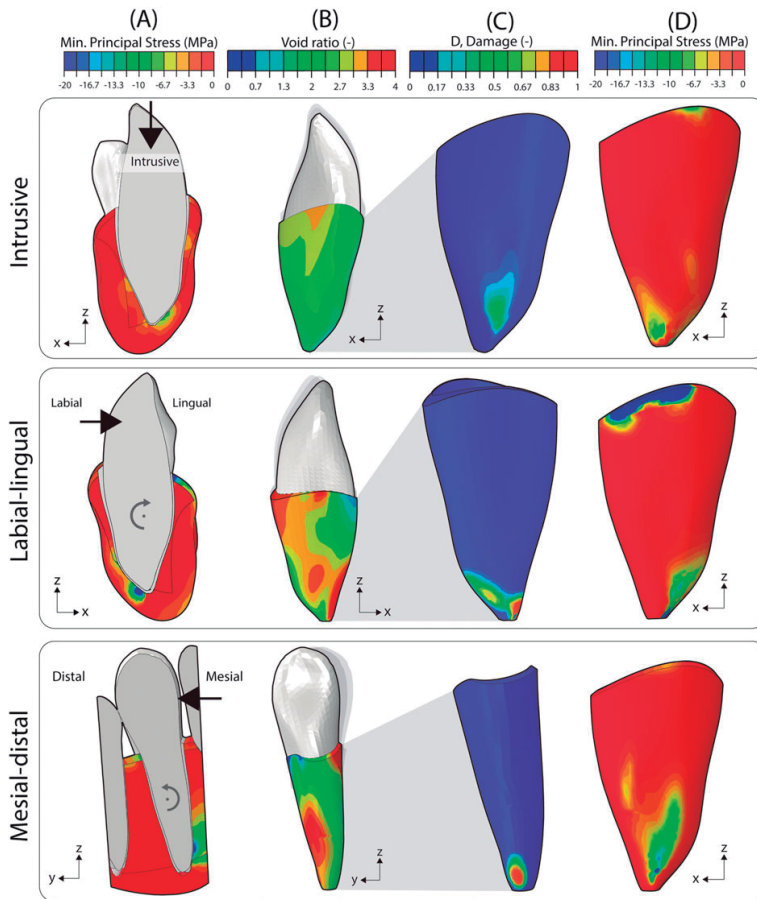 (A) (B) (C) (D)
Min. Principal Stress (MPa) Void ratio (-) D, Damage (-) Min. Principal Stress (MPa)
-20 -16.7 -13.3 -10 -6.7 -3.3 0 0 0.7 1.3 2 2.7 3.3 4 0 0.17 0.33 0.5 0.67 0.83 1 -20 -16.7 -13.3 -10 -6.7 -3.3 0
Intrusive
Intrusive
z
x
z
x
z
x
Labial-lingual
Labial Lingual
z
x
z
x
z
x
Mesial-distal
Distal Mesial
z
y
z
y
z
x